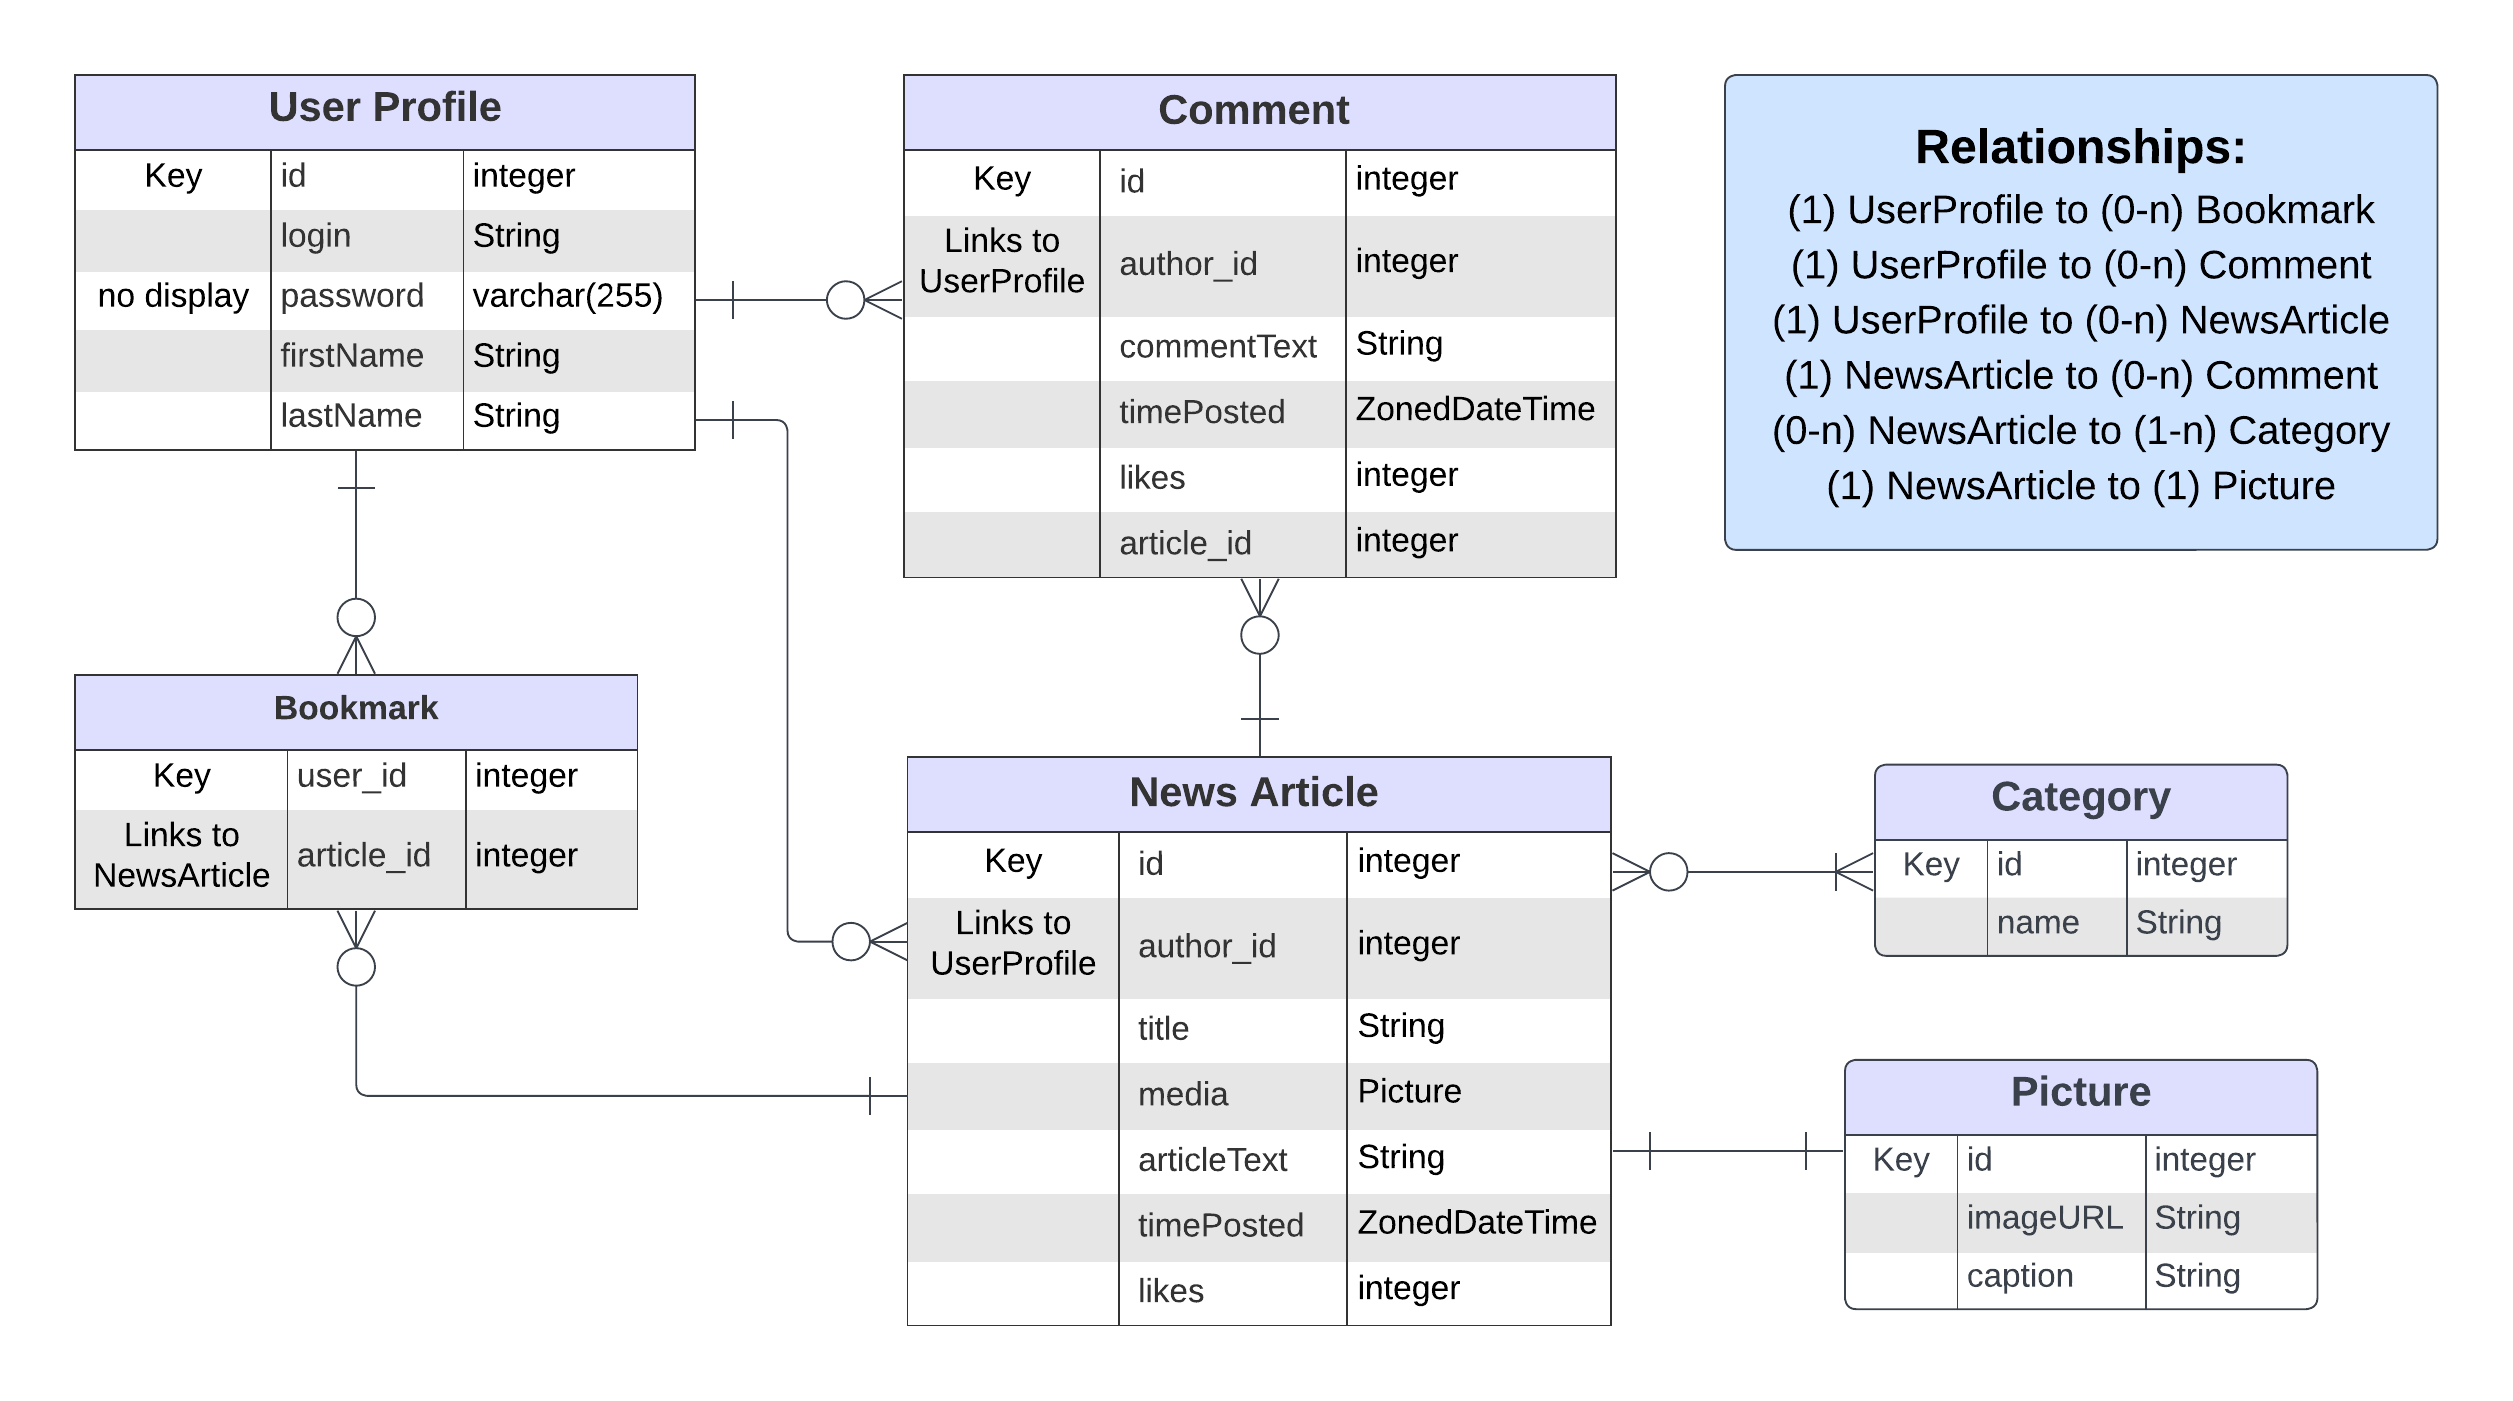 User Profile
Key id integer
login String
no display password varchar(255)
firstName String
lastName String
Comment
Key id integer
Links to
UserProfile author_id integer
commentText String
timePosted ZonedDateTime
likes integer
article_id integer
Relationships:
(1) UserProfile to (0-n) Bookmark
(1) UserProfile to (0-n) Comment
(1) UserProfile to (0-n) NewsArticle
(1) NewsArticle to (0-n) Comment
(0-n) NewsArticle to (1-n) Category
(1) NewsArticle to (1) Picture
Bookmark
Key user_id integer
Links to
NewsArticle article_id integer
News Article
Key id integer
Links to
UserProfile author_id integer
title String
media Picture
articleText String
timePosted ZonedDateTime
likes integer
Category
Key id integer
name String
Picture
Key id integer
imageURL String
caption String